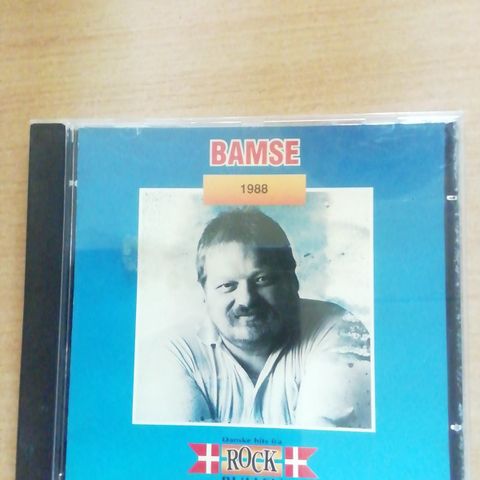 BAMSE
1988
Danske hits fra
ROCK